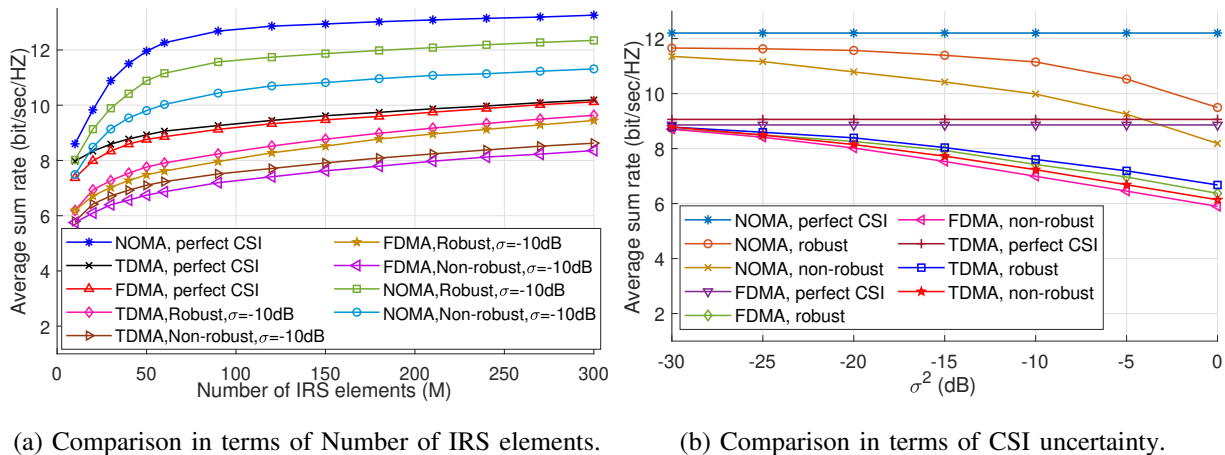 Average sum rate (bit/sec/HZ)
12
10
8
6
4
2
NOMA, perfect CSI
TDMA, perfect CSI
FDMA, perfect CSI
TDMA,Robust,σ=-10dB
TDMA,Non-robust,σ=-10dB
FDMA,Robust,σ=-10dB
FDMA,Non-robust,σ=-10dB
NOMA,Robust,σ=-10dB
NOMA,Non-robust,σ=-10dB
0 50 100 150 200 250 300
Number of IRS elements (M)
(a) Comparison in terms of Number of IRS elements.
Average sum rate (bit/sec/HZ)
12
10
8
6
4
2
NOMA, perfect CSI
NOMA, robust
NOMA, non-robust
FDMA, perfect CSI
FDMA, robust
FDMA, non-robust
TDMA, perfect CSI
TDMA, robust
TDMA, non-robust
-30 -25 -20 -15 -10 -5 0
σ² (dB)
(b) Comparison in terms of CSI uncertainty.